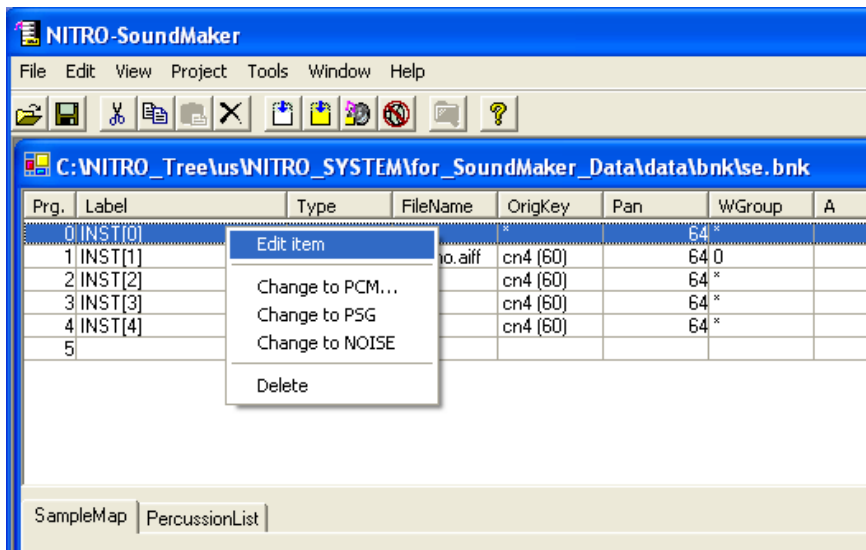 NITRO-SoundMaker
File Edit View Project Tools Window Help
C:\NITRO_Tree\us\NITRO_SYSTEM\for_SoundMaker_Data\data\bnk\se.bnk
Prg. Label Type FileName OrigKey Pan WGroup A
0 INST[0] * 64 *
1 INST[1] no.aiff cn4 (60) 64 0
2 INST[2] cn4 (60) 64 *
3 INST[3] cn4 (60) 64 *
4 INST[4] cn4 (60) 64 *
5
Edit item
Change to PCM...
Change to PSG
Change to NOISE
Delete
SampleMap PercussionList